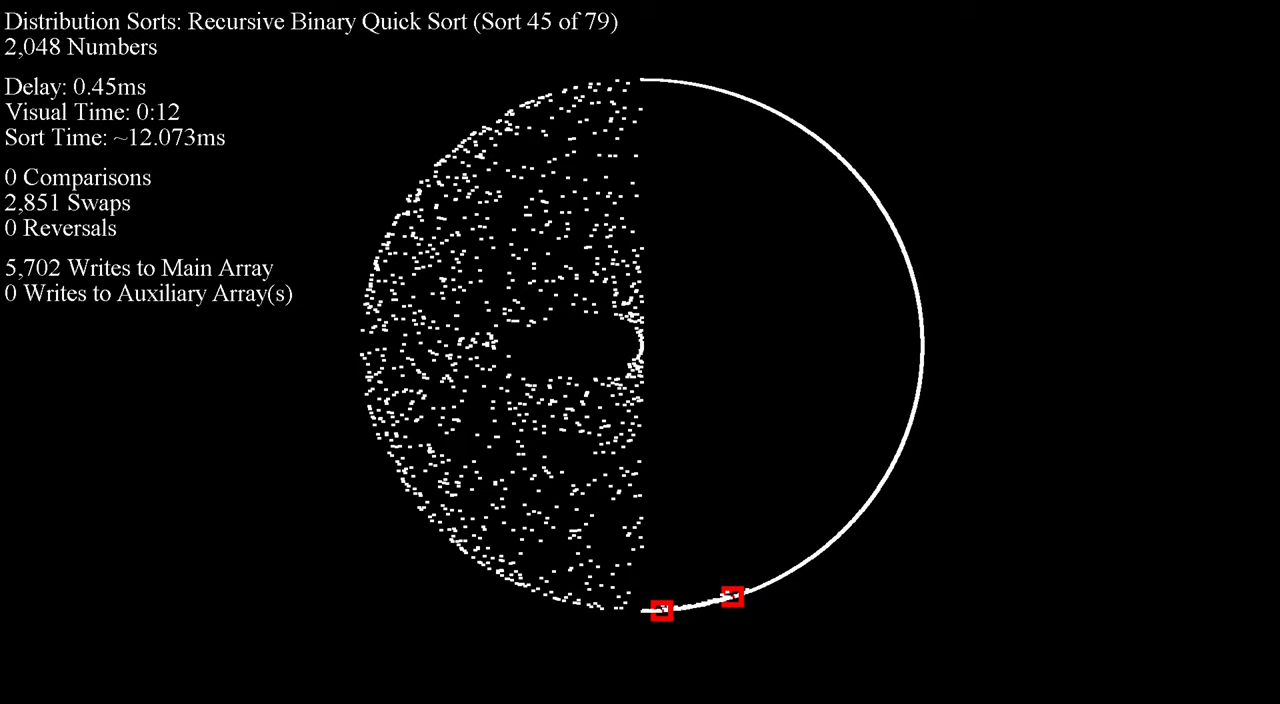 Distribution Sorts: Recursive Binary Quick Sort (Sort 45 of 79)
2,048 Numbers
Delay: 0.45ms
Visual Time: 0:12
Sort Time: ~12.073ms
0 Comparisons
2,851 Swaps
0 Reversals
5,702 Writes to Main Array
0 Writes to Auxiliary Array(s)